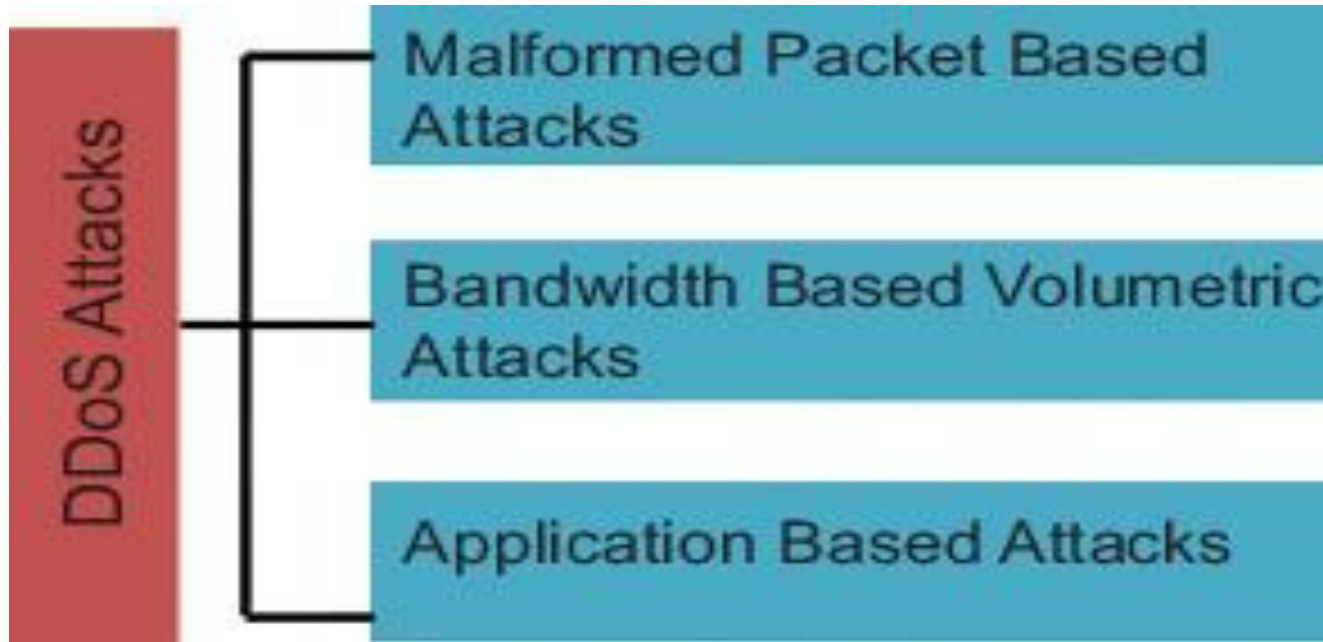 DDoS Attacks
Malformed Packet Based
Attacks
Bandwidth Based Volumetric
Attacks
Application Based Attacks